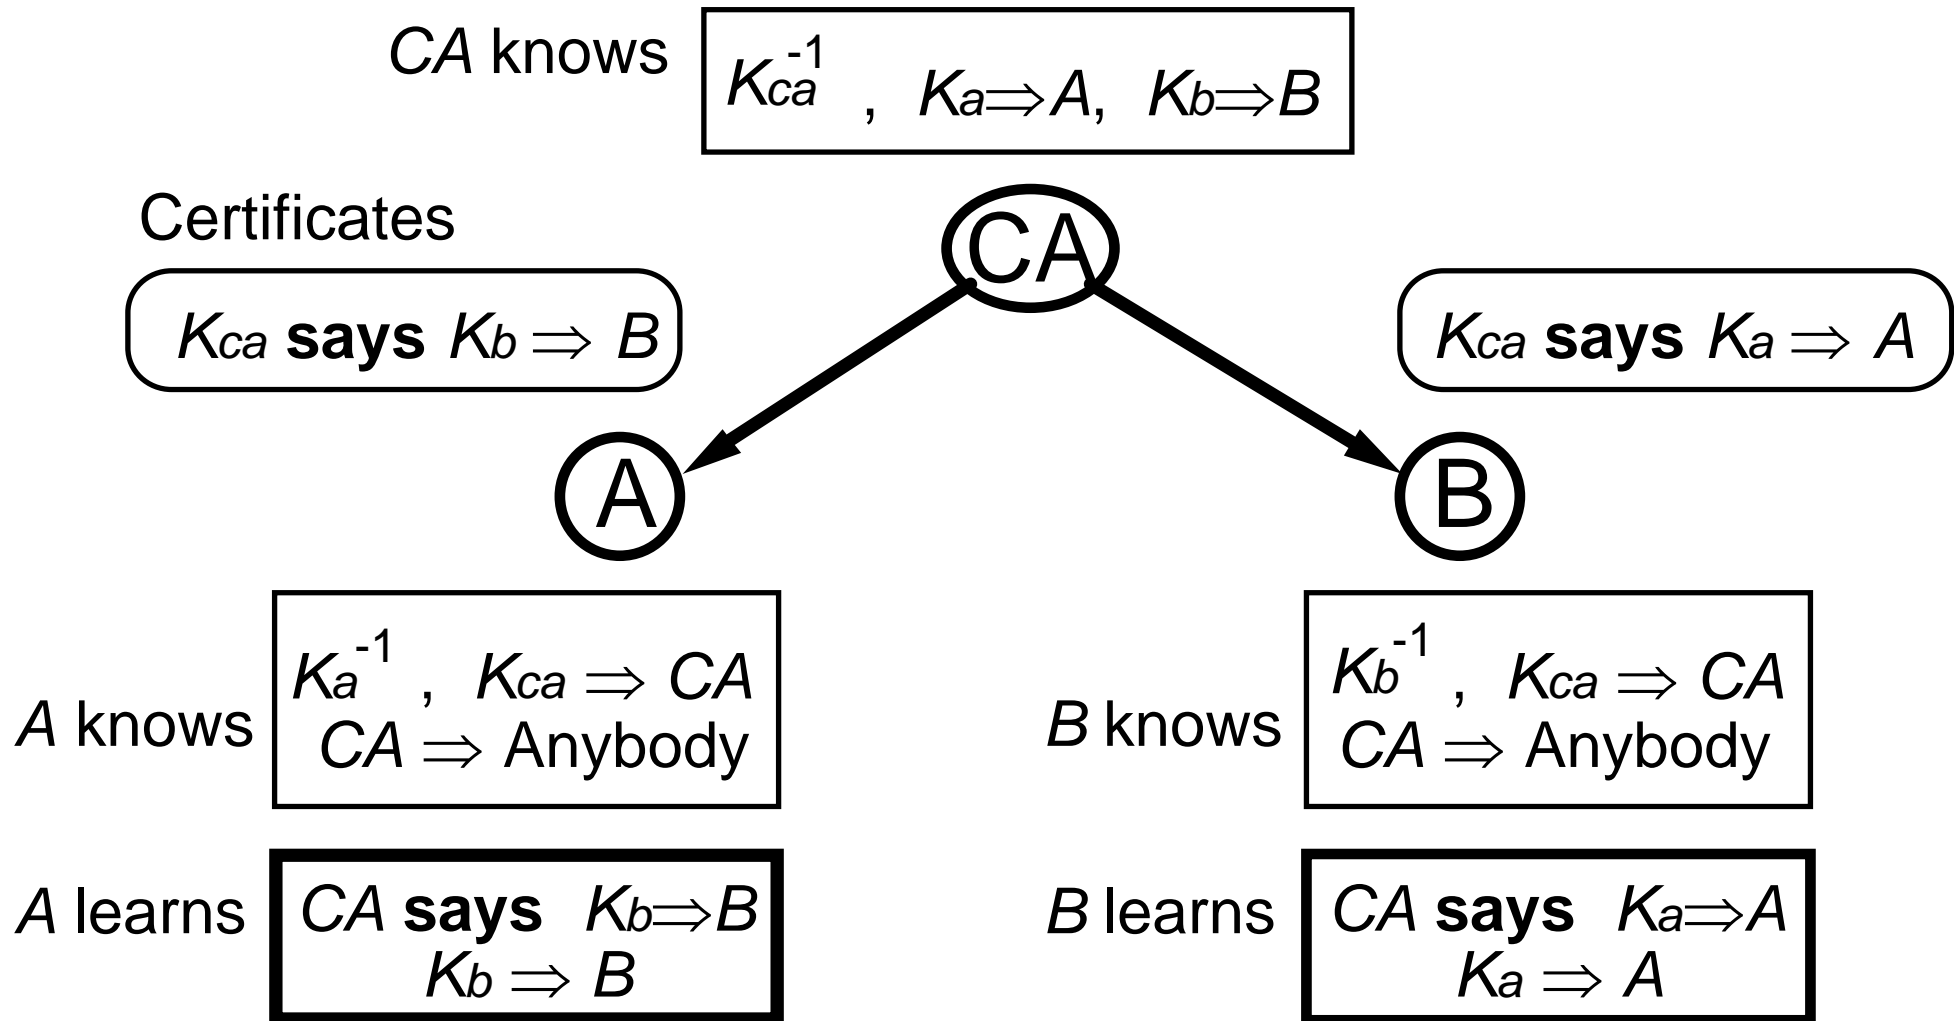 CA knows
Kca⁻¹ , Ka⇒A, Kb⇒B
Certificates
CA
Kca says Kb ⇒ B
Kca says Ka ⇒ A
A
B
A knows
Ka⁻¹ , Kca ⇒ CA
CA ⇒ Anybody
B knows
Kb⁻¹ , Kca ⇒ CA
CA ⇒ Anybody
A learns
CA says Kb⇒B
Kb ⇒ B
B learns
CA says Ka⇒A
Ka ⇒ A